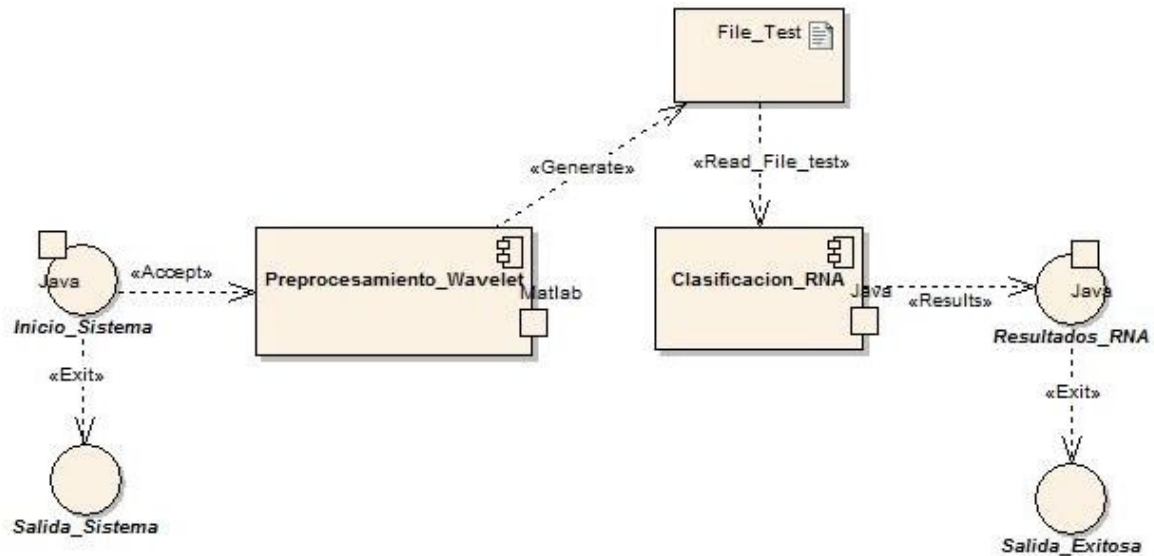 File_Test
«Generate»
«Read_File_test»
Java
«Accept»
Preprocesamiento_Wavelet
Matlab
Clasificacion_RNA
Java
«Results»
Java
Inicio_Sistema
Resultados_RNA
«Exit»
«Exit»
Salida_Sistema
Salida_Exitosa